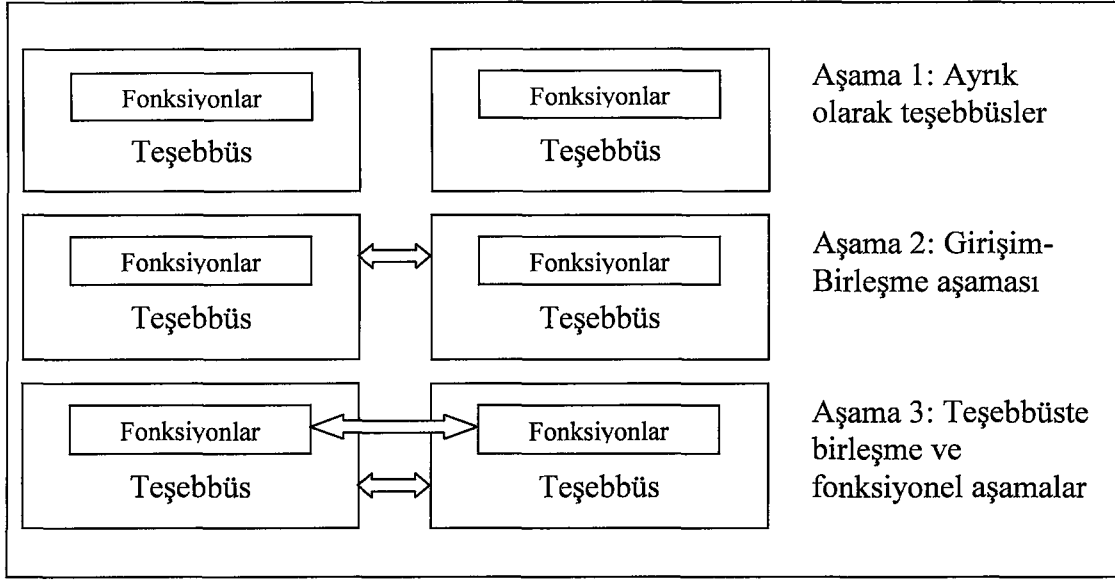 Fonksiyonlar
Teşebbüs
Fonksiyonlar
Teşebbüs
Aşama 1: Ayrık
olarak teşebbüsler
Fonksiyonlar
Teşebbüs
Fonksiyonlar
Teşebbüs
Aşama 2: Girişim-
Birleşme aşaması
Fonksiyonlar
Teşebbüs
Fonksiyonlar
Teşebbüs
Aşama 3: Teşebbüste
birleşme ve
fonksiyonel aşamalar